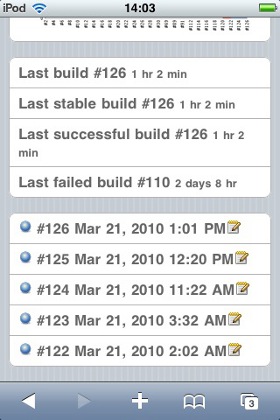 iPod 14:03
Last build #126 1 hr 2 min
Last stable build #126 1 hr 2 min
Last successful build #126 1 hr 2
min
Last failed build #110 2 days 8 hr
#126 Mar 21, 2010 1:01 PM
#125 Mar 21, 2010 12:20 PM
#124 Mar 21, 2010 11:22 AM
#123 Mar 21, 2010 3:32 AM
#122 Mar 21, 2010 2:02 AM
3